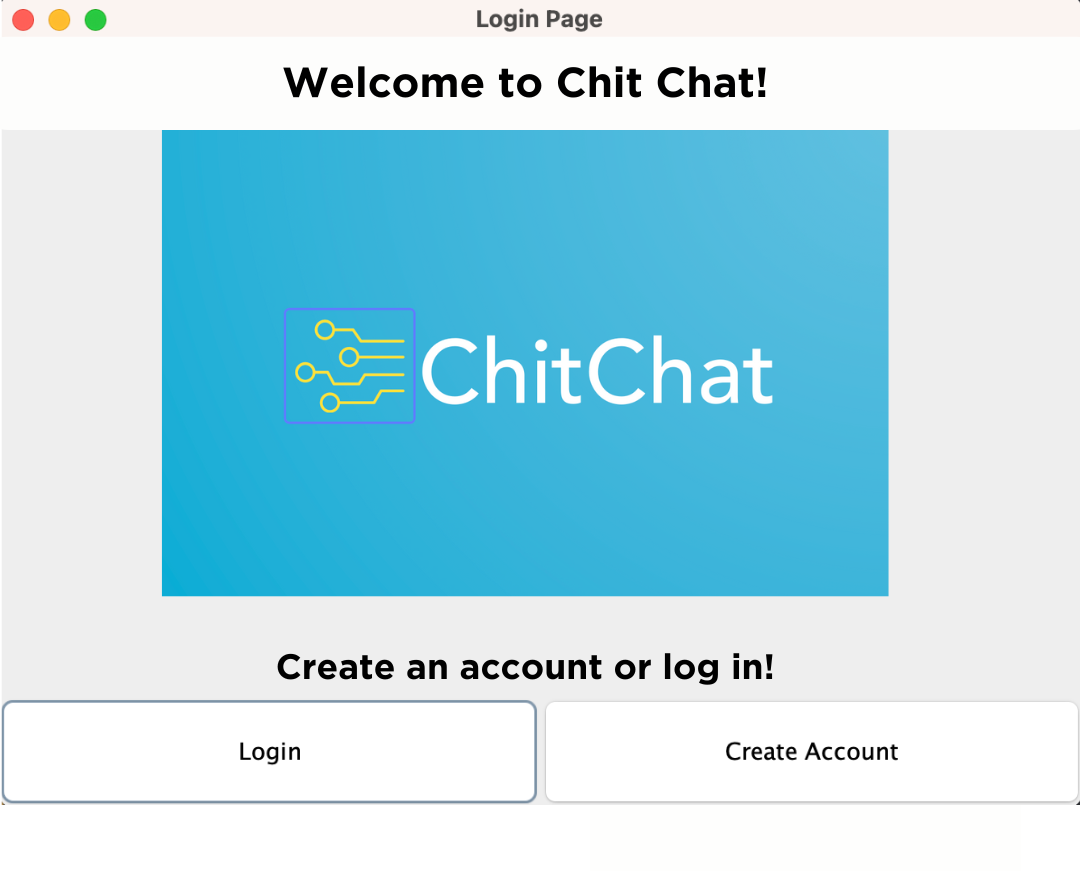 Login Page
Welcome to Chit Chat!
ChitChat
Create an account or log in!
Login
Create Account